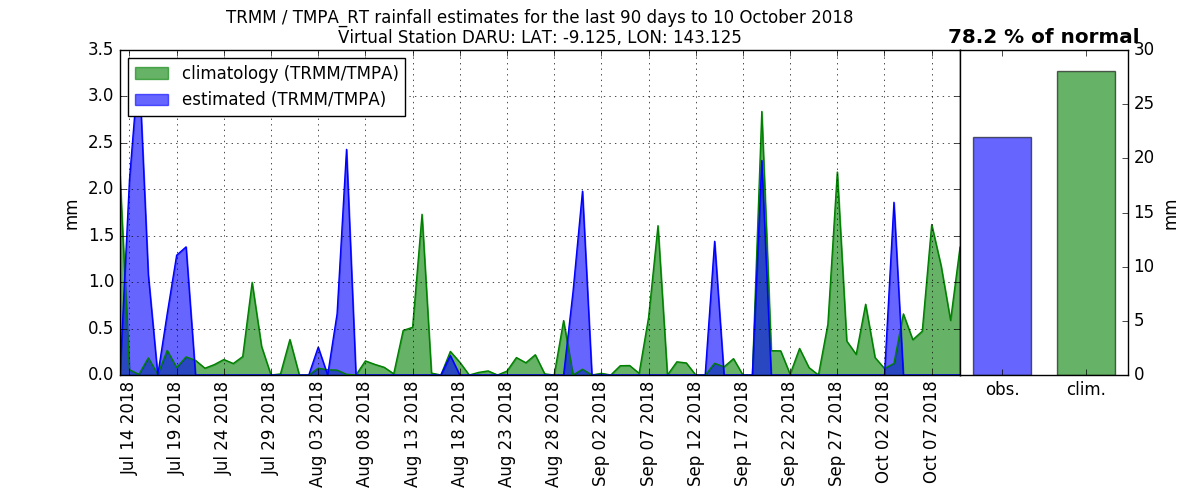 TRMM / TMPA_RT rainfall estimates for the last 90 days to 10 October 2018
Virtual Station DARU: LAT: -9.125, LON: 143.125
78.2 % of normal
climatology (TRMM/TMPA)
estimated (TRMM/TMPA)
3.5
3.0
2.5
2.0
1.5
1.0
0.5
0.0
mm
Jul 14 2018
Jul 19 2018
Jul 24 2018
Jul 29 2018
Aug 03 2018
Aug 08 2018
Aug 13 2018
Aug 18 2018
Aug 23 2018
Aug 28 2018
Sep 02 2018
Sep 07 2018
Sep 12 2018
Sep 17 2018
Sep 22 2018
Sep 27 2018
Oct 02 2018
Oct 07 2018
obs.
clim.
30
25
20
15
10
5
0
mm